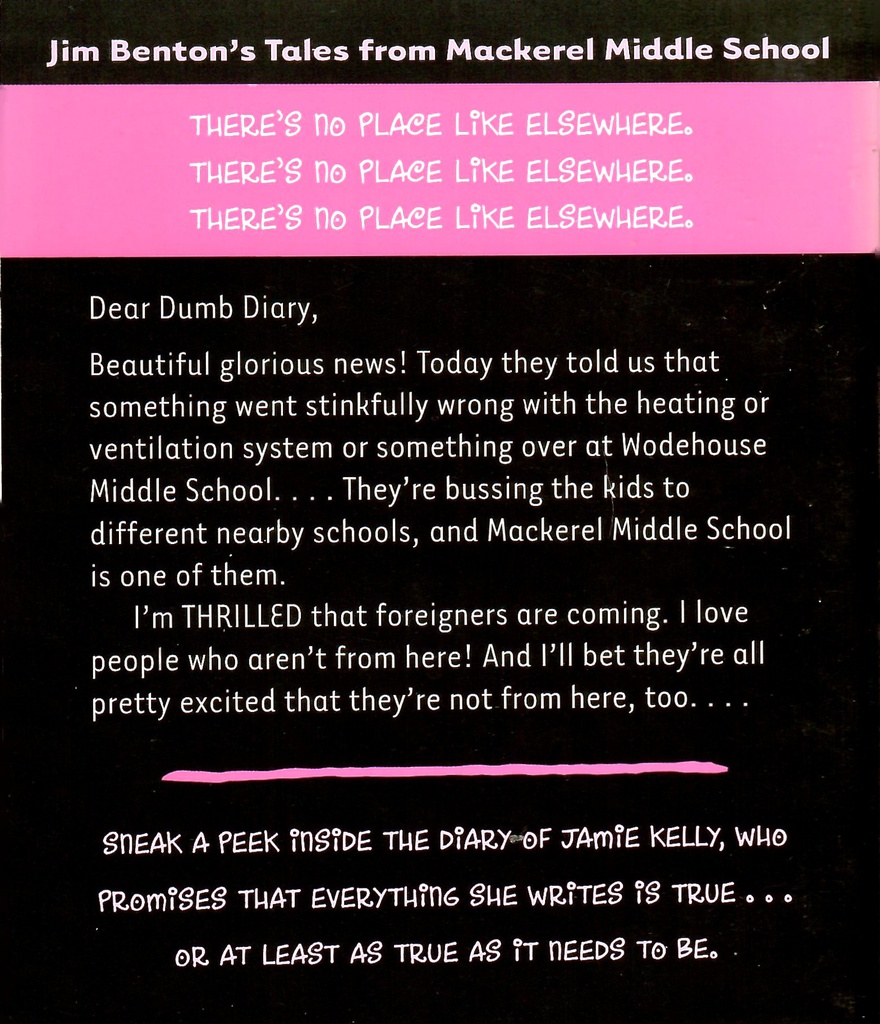 Jim Benton's Tales from Mackerel Middle School
THERE'S NO PLACE LIKE ELSEWHERE.
THERE'S NO PLACE LIKE ELSEWHERE.
THERE'S NO PLACE LIKE ELSEWHERE.
Dear Dumb Diary,
Beautiful glorious news! Today they told us that
something went stinkfully wrong with the heating or
ventilation system or something over at Wodehouse
Middle School. . . . They're bussing the kids to
different nearby schools, and Mackerel Middle School
is one of them.
I'm THRILLED that foreigners are coming. I love
people who aren't from here! And I'll bet they're all
pretty excited that they're not from here, too. . . .
SNEAK A PEEK INSIDE THE DIARY OF JAMIE KELLY, WHO
PROMISES THAT EVERYTHING SHE WRITES IS TRUE . . .
OR AT LEAST AS TRUE AS IT NEEDS TO BE.